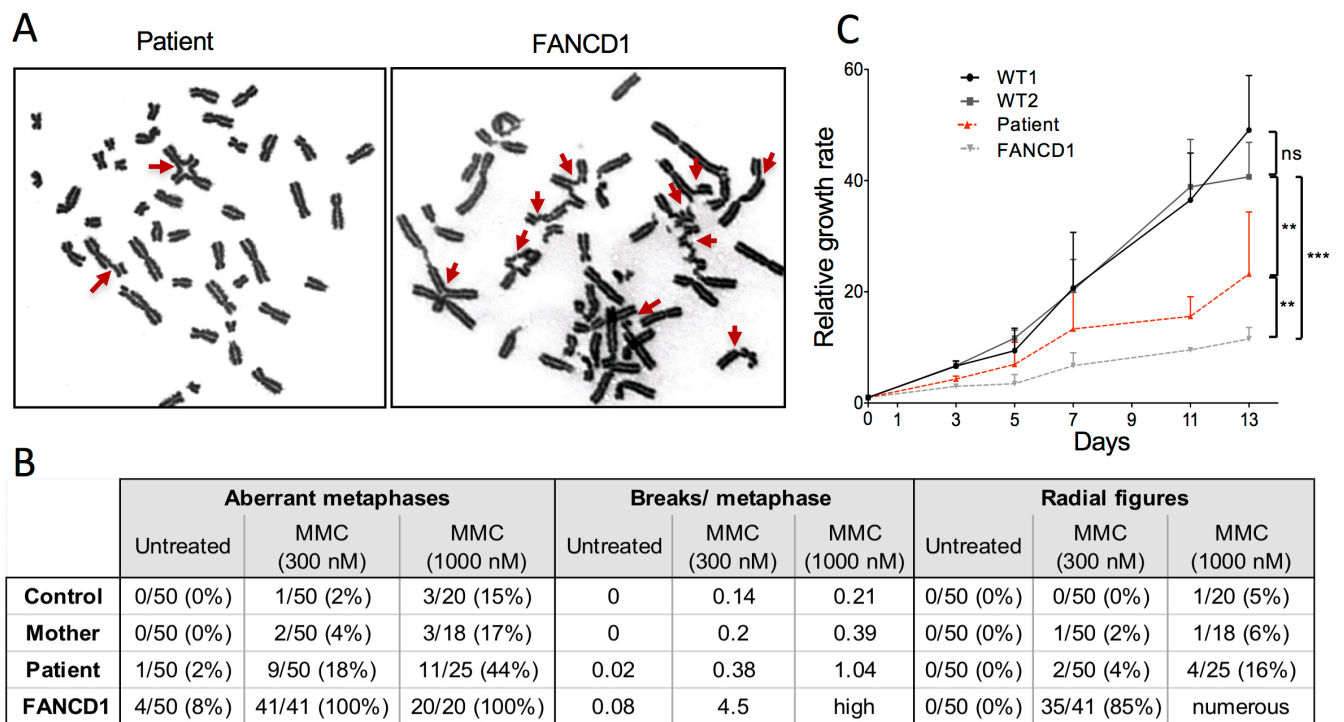 A
Patient
FANCD1
C
60
40
20
0
Relative growth rate
WT1
WT2
Patient
FANCD1
ns
**
**
***
0 1 3 5 7 9 11 13
Days
B
Aberrant metaphases Breaks/ metaphase Radial figures
Untreated MMC (300 nM) MMC (1000 nM) Untreated MMC (300 nM) MMC (1000 nM) Untreated MMC (300 nM) MMC (1000 nM)
Control 0/50 (0%) 1/50 (2%) 3/20 (15%) 0 0.14 0.21 0/50 (0%) 0/50 (0%) 1/20 (5%)
Mother 0/50 (0%) 2/50 (4%) 3/18 (17%) 0 0.2 0.39 0/50 (0%) 1/50 (2%) 1/18 (6%)
Patient 1/50 (2%) 9/50 (18%) 11/25 (44%) 0.02 0.38 1.04 0/50 (0%) 2/50 (4%) 4/25 (16%)
FANCD1 4/50 (8%) 41/41 (100%) 20/20 (100%) 0.08 4.5 high 0/50 (0%) 35/41 (85%) numerous